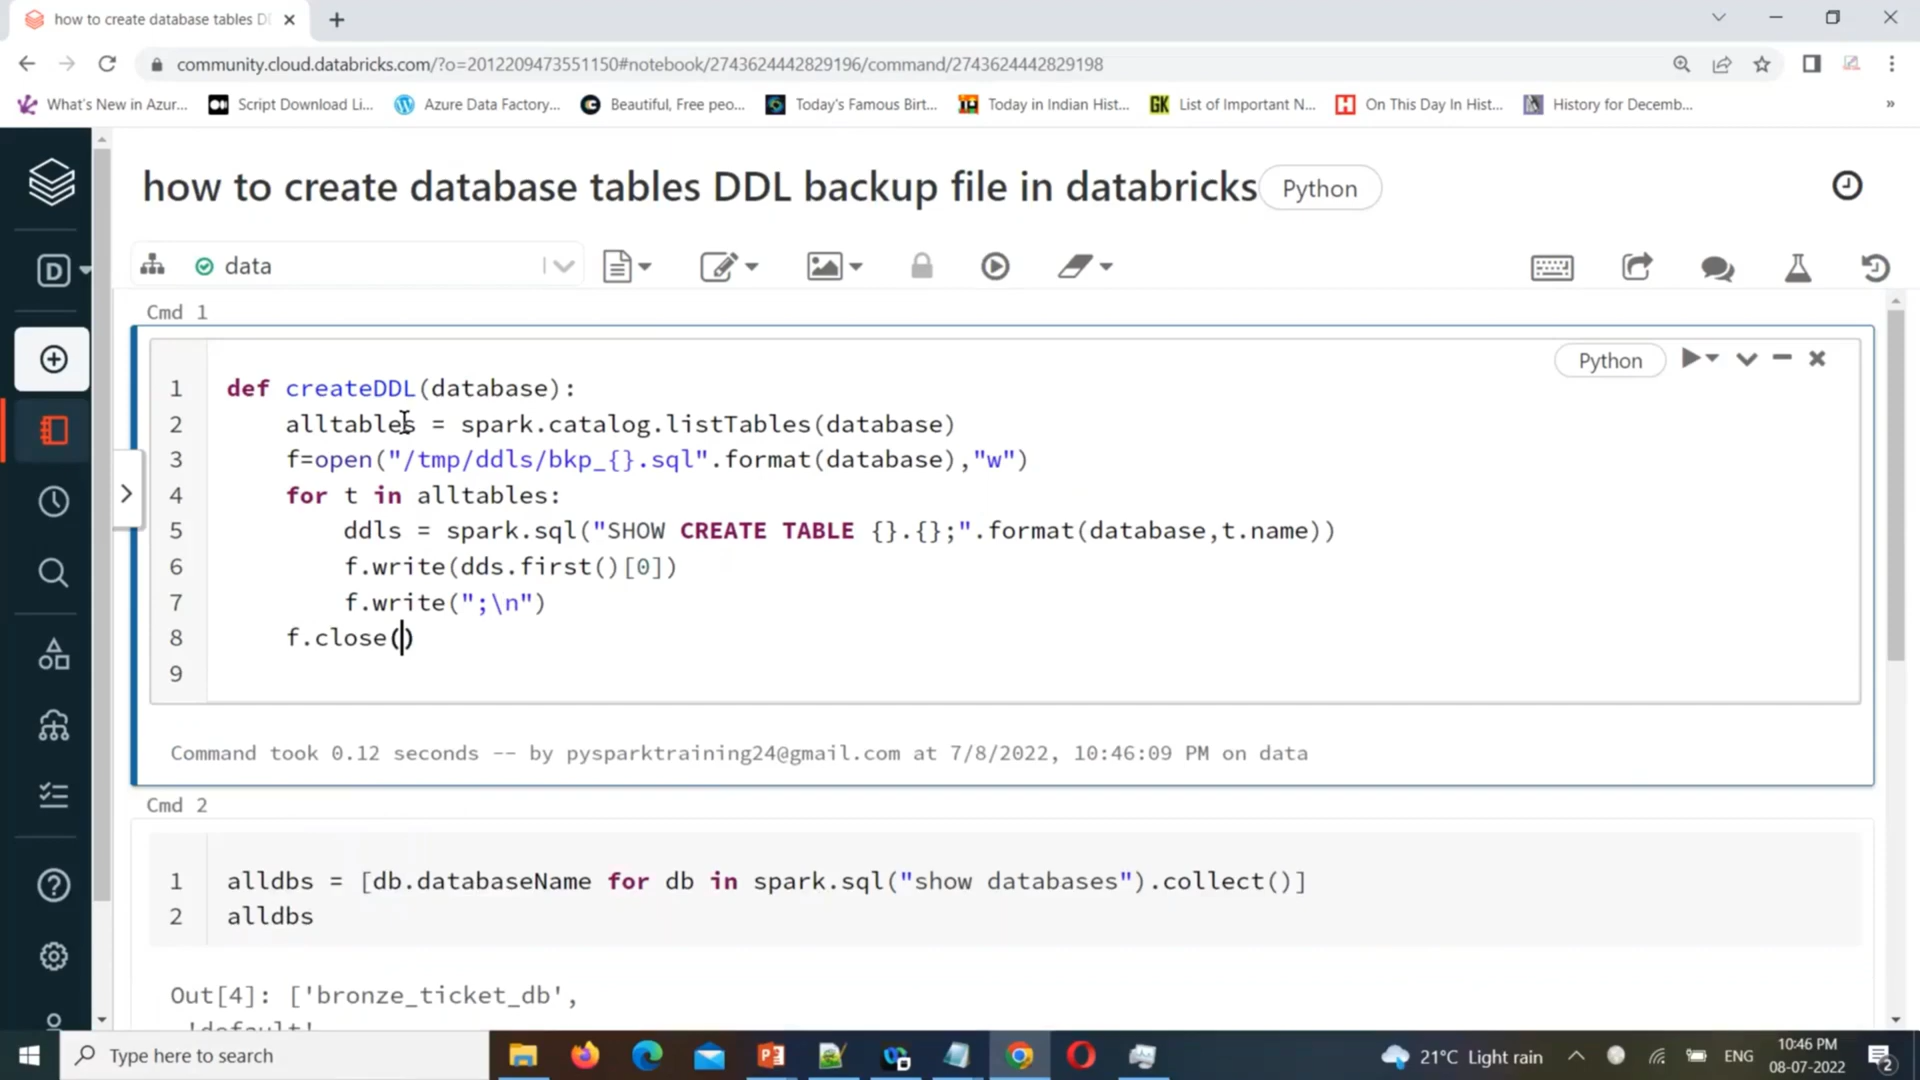 how to create database tables DD
community.cloud.databricks.com/?o=2012209473551150#notebook/2743624442829196/command/2743624442829198
What's New in Azur...
Script Download Li...
Azure Data Factory...
Beautiful, Free peo...
Today's Famous Birt...
Today in Indian Hist...
GK
List of Important N...
H
On This Day In Hist...
History for Decemb...
»
how to create database tables DDL backup file in databricks
Python
D
data
Cmd 1
Python
1 def createDDL(database):
2 alltables = spark.catalog.listTables(database)
3 f=open("/tmp/ddls/bkp_{}.sql".format(database),"w")
4 for t in alltables:
5 ddls = spark.sql("SHOW CREATE TABLE {}.{};".format(database,t.name))
6 f.write(dds.first()[0])
7 f.write(";\n")
8 f.close()
9
Command took 0.12 seconds -- by pysparktraining24@gmail.com at 7/8/2022, 10:46:09 PM on data
Cmd 2
1 alldbs = [db.databaseName for db in spark.sql("show databases").collect()]
2 alldbs
Out[4]: ['bronze_ticket_db',
'default'
Type here to search
21°C Light rain
ENG
10:46 PM
08-07-2022
2